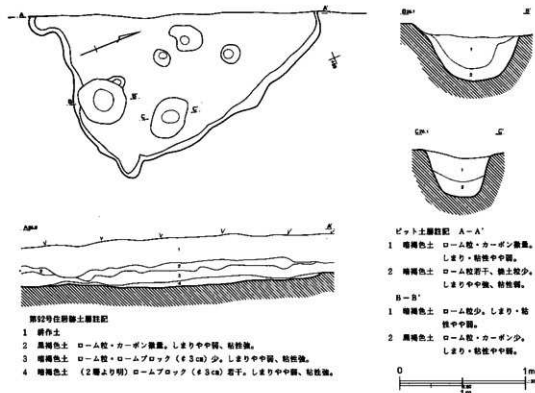 A A'
B B'
C C'
A A'
1
2
3
4
第92号住居跡土層註記
1 耕作土
2 黒褐色土 ローム粒・カーボン微量。しまりやや弱、粘性強。
3 暗褐色土 ローム粒・ロームブロック(φ3㎝)少。しまりやや弱、粘性強。
4 暗褐色土 (2層より明)ロームブロック(φ3㎝)若干。しまりやや弱、粘性強。
B'
1
2
C'
1
2
ピット土層註記 A-A'
1 暗褐色土 ローム粒・カーボン微量。
しまり・粘性やや弱。
2 暗褐色土 ローム粒若干、焼土粒少。
しまりやや強、粘性弱。
B-B'
1 暗褐色土 ローム粒少。しまり・粘
性やや弱。
2 黒褐色土 ローム粒・カーボン少。
しまり・粘性やや弱。
0 1m
1m